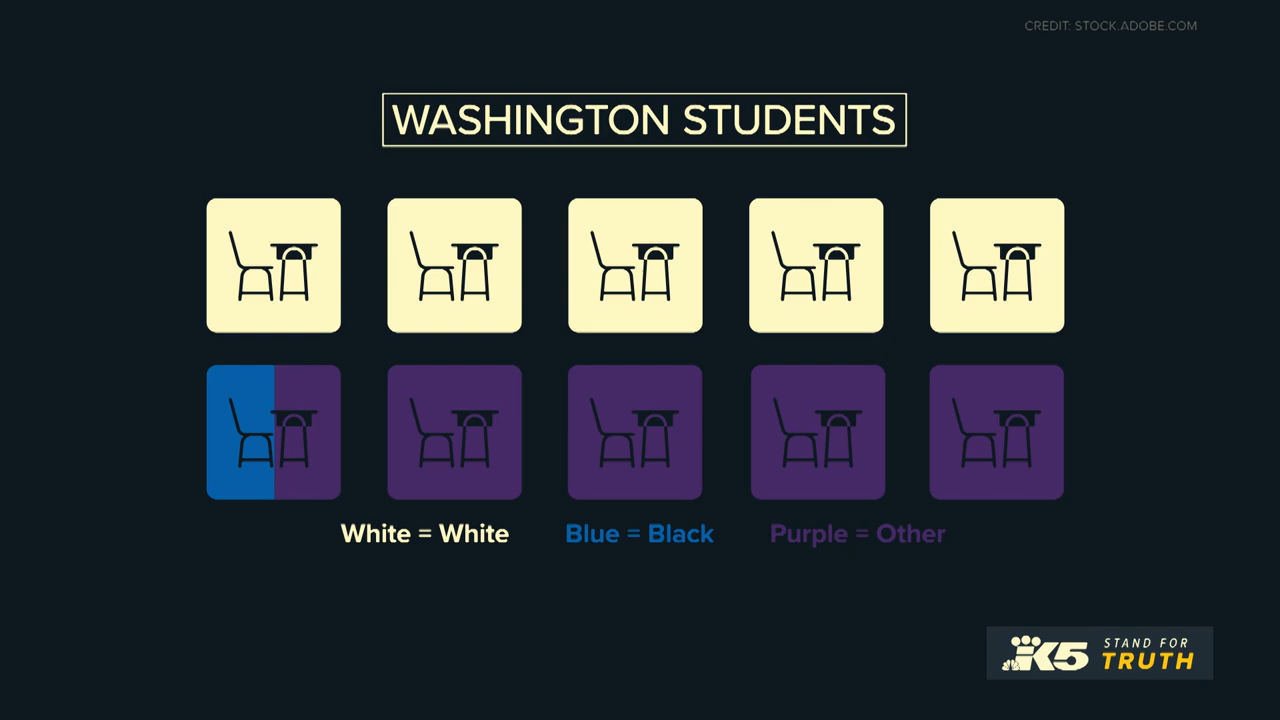 CREDIT: STOCK.ADOBE.COM
WASHINGTON STUDENTS
White = White Blue = Black Purple = Other
K5 STAND FOR
TRUTH